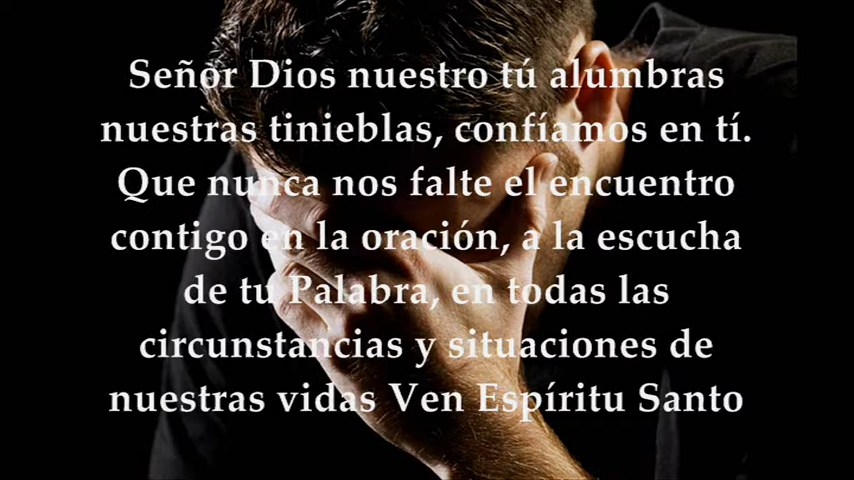 Señor Dios nuestro tú alumbras
nuestras tinieblas, confíamos en tí.
Que nunca nos falte el encuentro
contigo en la oración, a la escucha
de tu Palabra, en todas las
circunstancias y situaciones de
nuestras vidas Ven Espíritu Santo